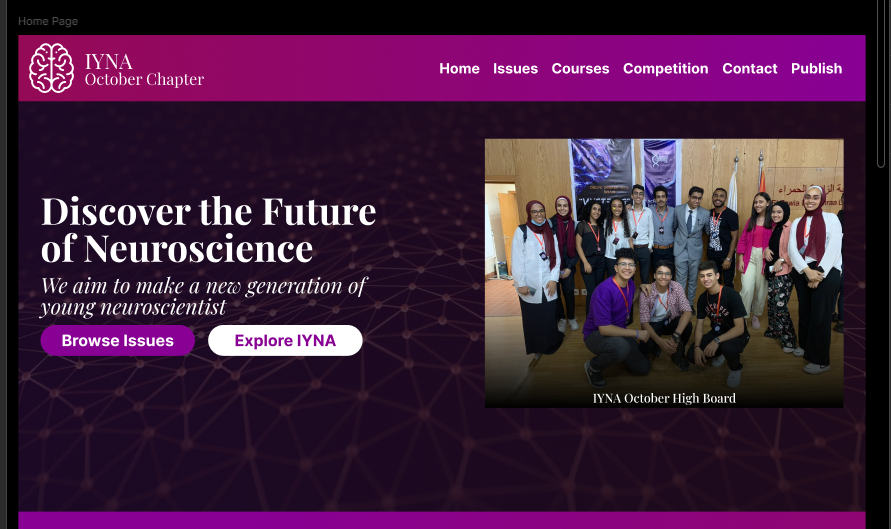 Home Page
IYNA
October Chapter
Home Issues Courses Competition Contact Publish
Discover the Future
of Neuroscience
We aim to make a new generation of
young neuroscientist
Browse Issues Explore IYNA
IYNA October High Board